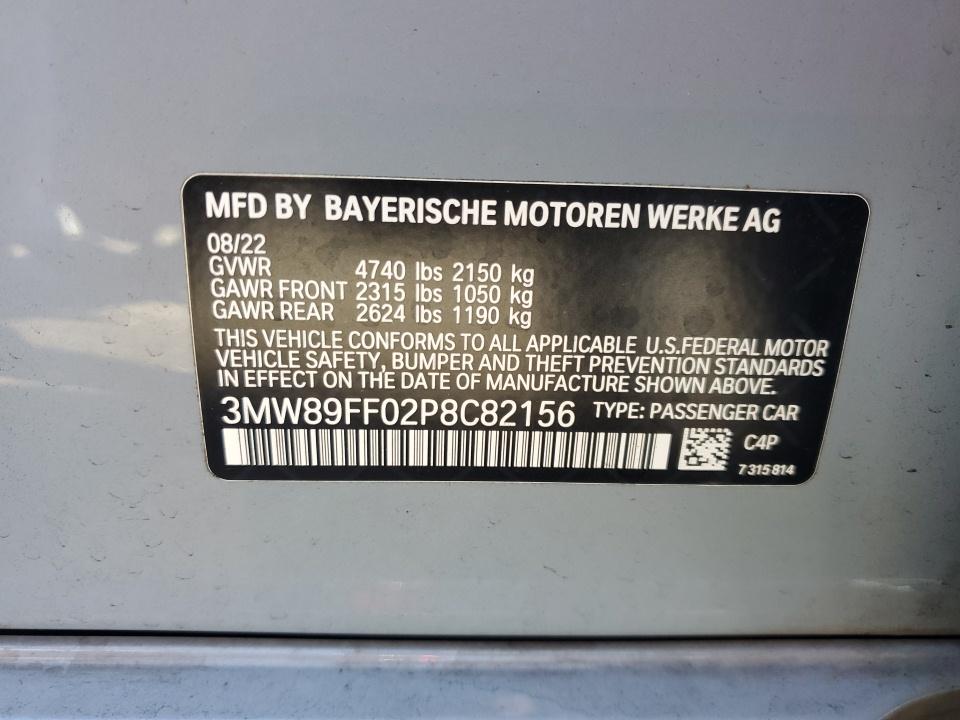 MFD BY BAYERISCHE MOTOREN WERKE AG
08/22
GVWR 4740 lbs 2150 kg
GAWR FRONT 2315 lbs 1050 kg
GAWR REAR 2624 lbs 1190 kg
THIS VEHICLE CONFORMS TO ALL APPLICABLE U.S.FEDERAL MOTOR
VEHICLE SAFETY, BUMPER AND THEFT PREVENTION STANDARDS
IN EFFECT ON THE DATE OF MANUFACTURE SHOWN ABOVE.
3MW89FF02P8C82156 TYPE: PASSENGER CAR
C4P
7 315 814